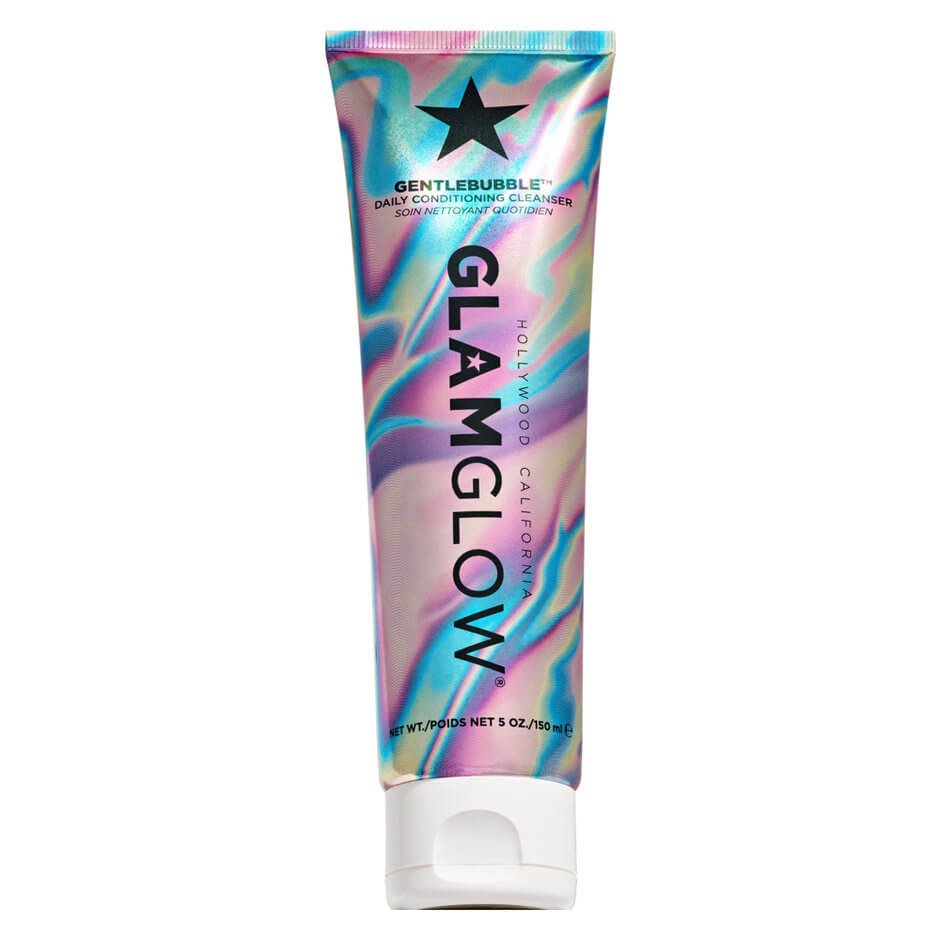 GENTLEBUBBLE™
DAILY CONDITIONING CLEANSER
SOIN NETTOYANT QUOTIDIEN
GLAMGLOW®
HOLLYWOOD CALIFORNIA
NET WT./POIDS NET 5 OZ./150 ml ℮